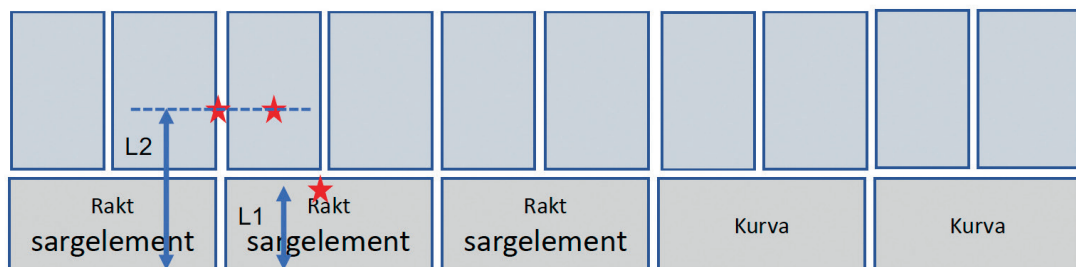 L2
L1
Rakt
sargelement
Rakt
sargelement
Rakt
sargelement
Kurva
Kurva